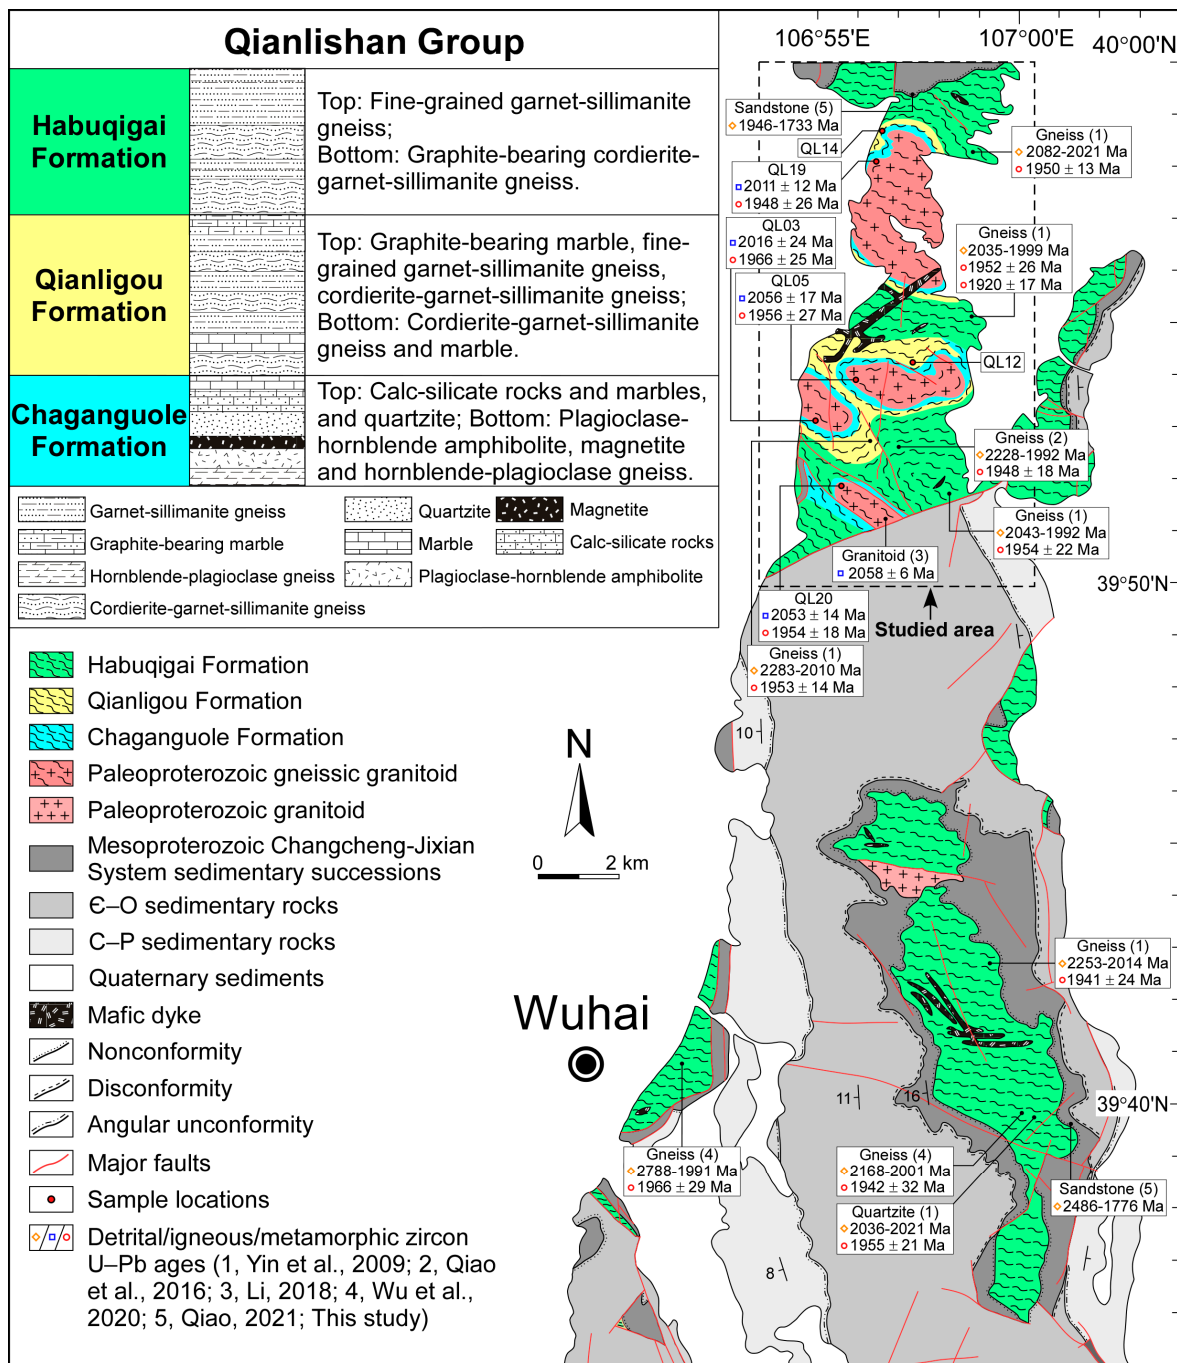 Qianlishan Group
Habuqigai
Formation
Top: Fine-grained garnet-sillimanite
gneiss;
Bottom: Graphite-bearing cordierite-
garnet-sillimanite gneiss.
Qianligou
Formation
Top: Graphite-bearing marble, fine-
grained garnet-sillimanite gneiss,
cordierite-garnet-sillimanite gneiss;
Bottom: Cordierite-garnet-sillimanite
gneiss and marble.
Chaganguole
Formation
Top: Calc-silicate rocks and marbles,
and quartzite; Bottom: Plagioclase-
hornblende amphibolite, magnetite
and hornblende-plagioclase gneiss.
Garnet-sillimanite gneiss
Quartzite
Magnetite
Graphite-bearing marble
Marble
Calc-silicate rocks
Hornblende-plagioclase gneiss
Plagioclase-hornblende amphibolite
Cordierite-garnet-sillimanite gneiss
Habuqigai Formation
Qianligou Formation
Chaganguole Formation
Paleoproterozoic gneissic granitoid
Paleoproterozoic granitoid
Mesoproterozoic Changcheng-Jixian
System sedimentary successions
Є–O sedimentary rocks
C–P sedimentary rocks
Quaternary sediments
Mafic dyke
Nonconformity
Disconformity
Angular unconformity
Major faults
Sample locations
Detrital/igneous/metamorphic zircon
U–Pb ages (1, Yin et al., 2009; 2, Qiao
et al., 2016; 3, Li, 2018; 4, Wu et al.,
2020; 5, Qiao, 2021; This study)
N
0 2 km
Wuhai
106°55'E
107°00'E
40°00'N
Sandstone (5)
1946-1733 Ma
QL14
Gneiss (1)
2082-2021 Ma
1950 ± 13 Ma
QL19
2011 ± 12 Ma
1948 ± 26 Ma
QL03
2016 ± 24 Ma
1966 ± 25 Ma
Gneiss (1)
2035-1999 Ma
1952 ± 26 Ma
1920 ± 17 Ma
QL05
2056 ± 17 Ma
1956 ± 27 Ma
QL12
Gneiss (2)
2228-1992 Ma
1948 ± 18 Ma
Gneiss (1)
2043-1992 Ma
1954 ± 22 Ma
Granitoid (3)
2058 ± 6 Ma
39°50'N
QL20
2053 ± 14 Ma
1954 ± 18 Ma
Studied area
Gneiss (1)
2283-2010 Ma
1953 ± 14 Ma
10
Gneiss (1)
2253-2014 Ma
1941 ± 24 Ma
11
16
39°40'N
Gneiss (4)
2788-1991 Ma
1966 ± 29 Ma
Gneiss (4)
2168-2001 Ma
1942 ± 32 Ma
Sandstone (5)
2486-1776 Ma
Quartzite (1)
2036-2021 Ma
1955 ± 21 Ma
8